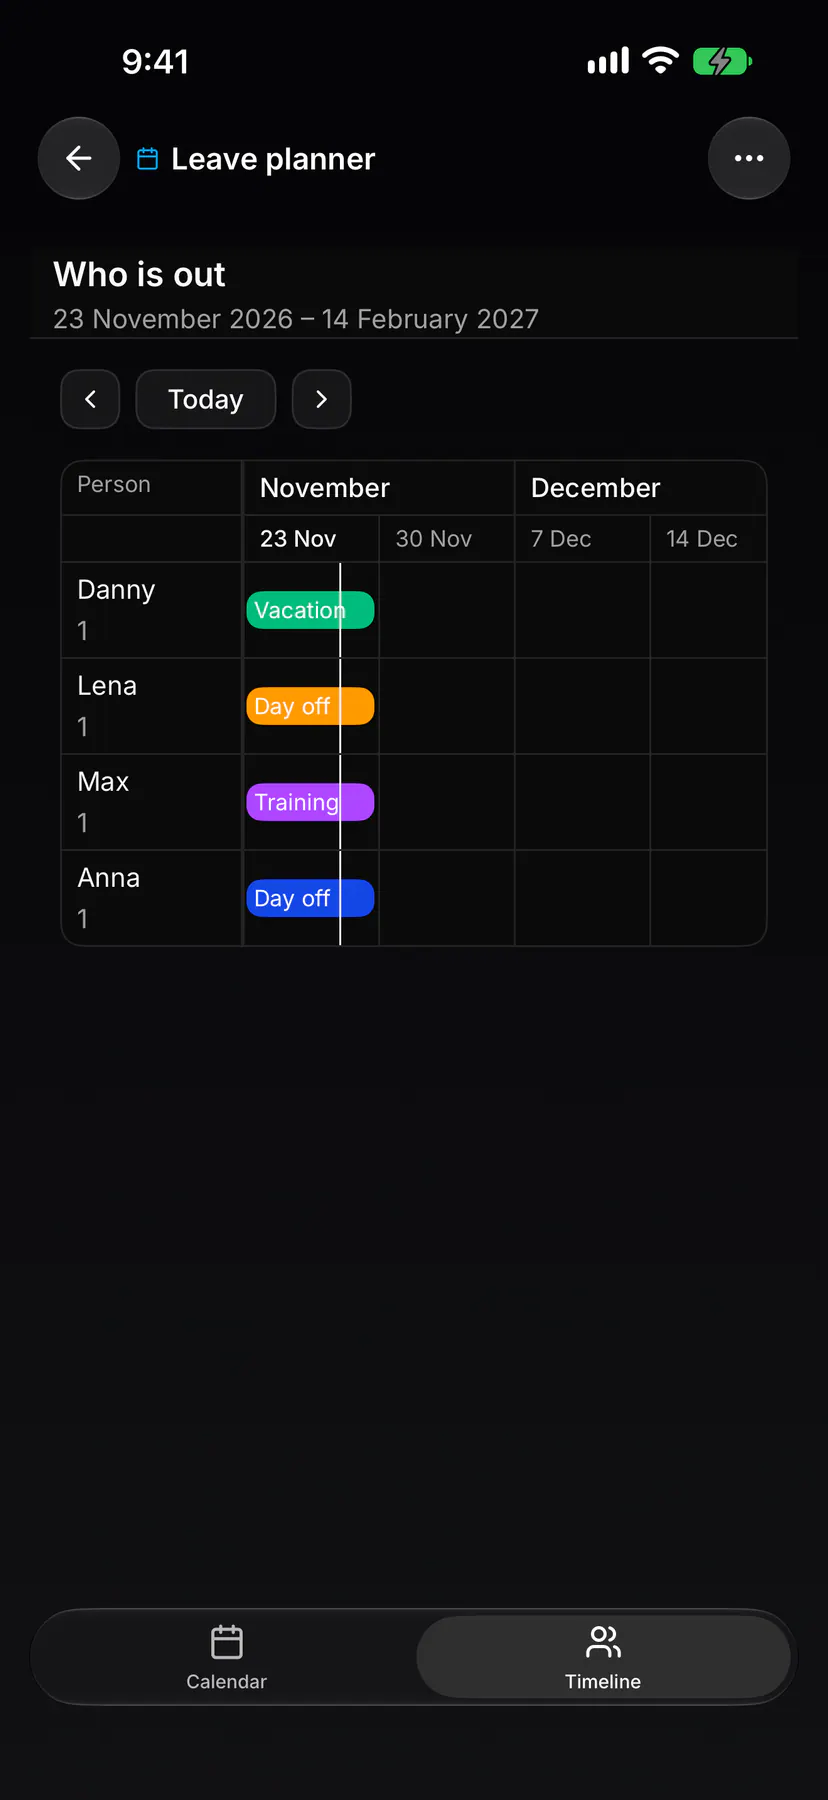 9:41
Leave planner
Who is out
23 November 2026 – 14 February 2027
Today
Person November December
23 Nov 30 Nov 7 Dec 14 Dec
Danny
1
Vacation
Lena
1
Day off
Max
1
Training
Anna
1
Day off
Calendar Timeline